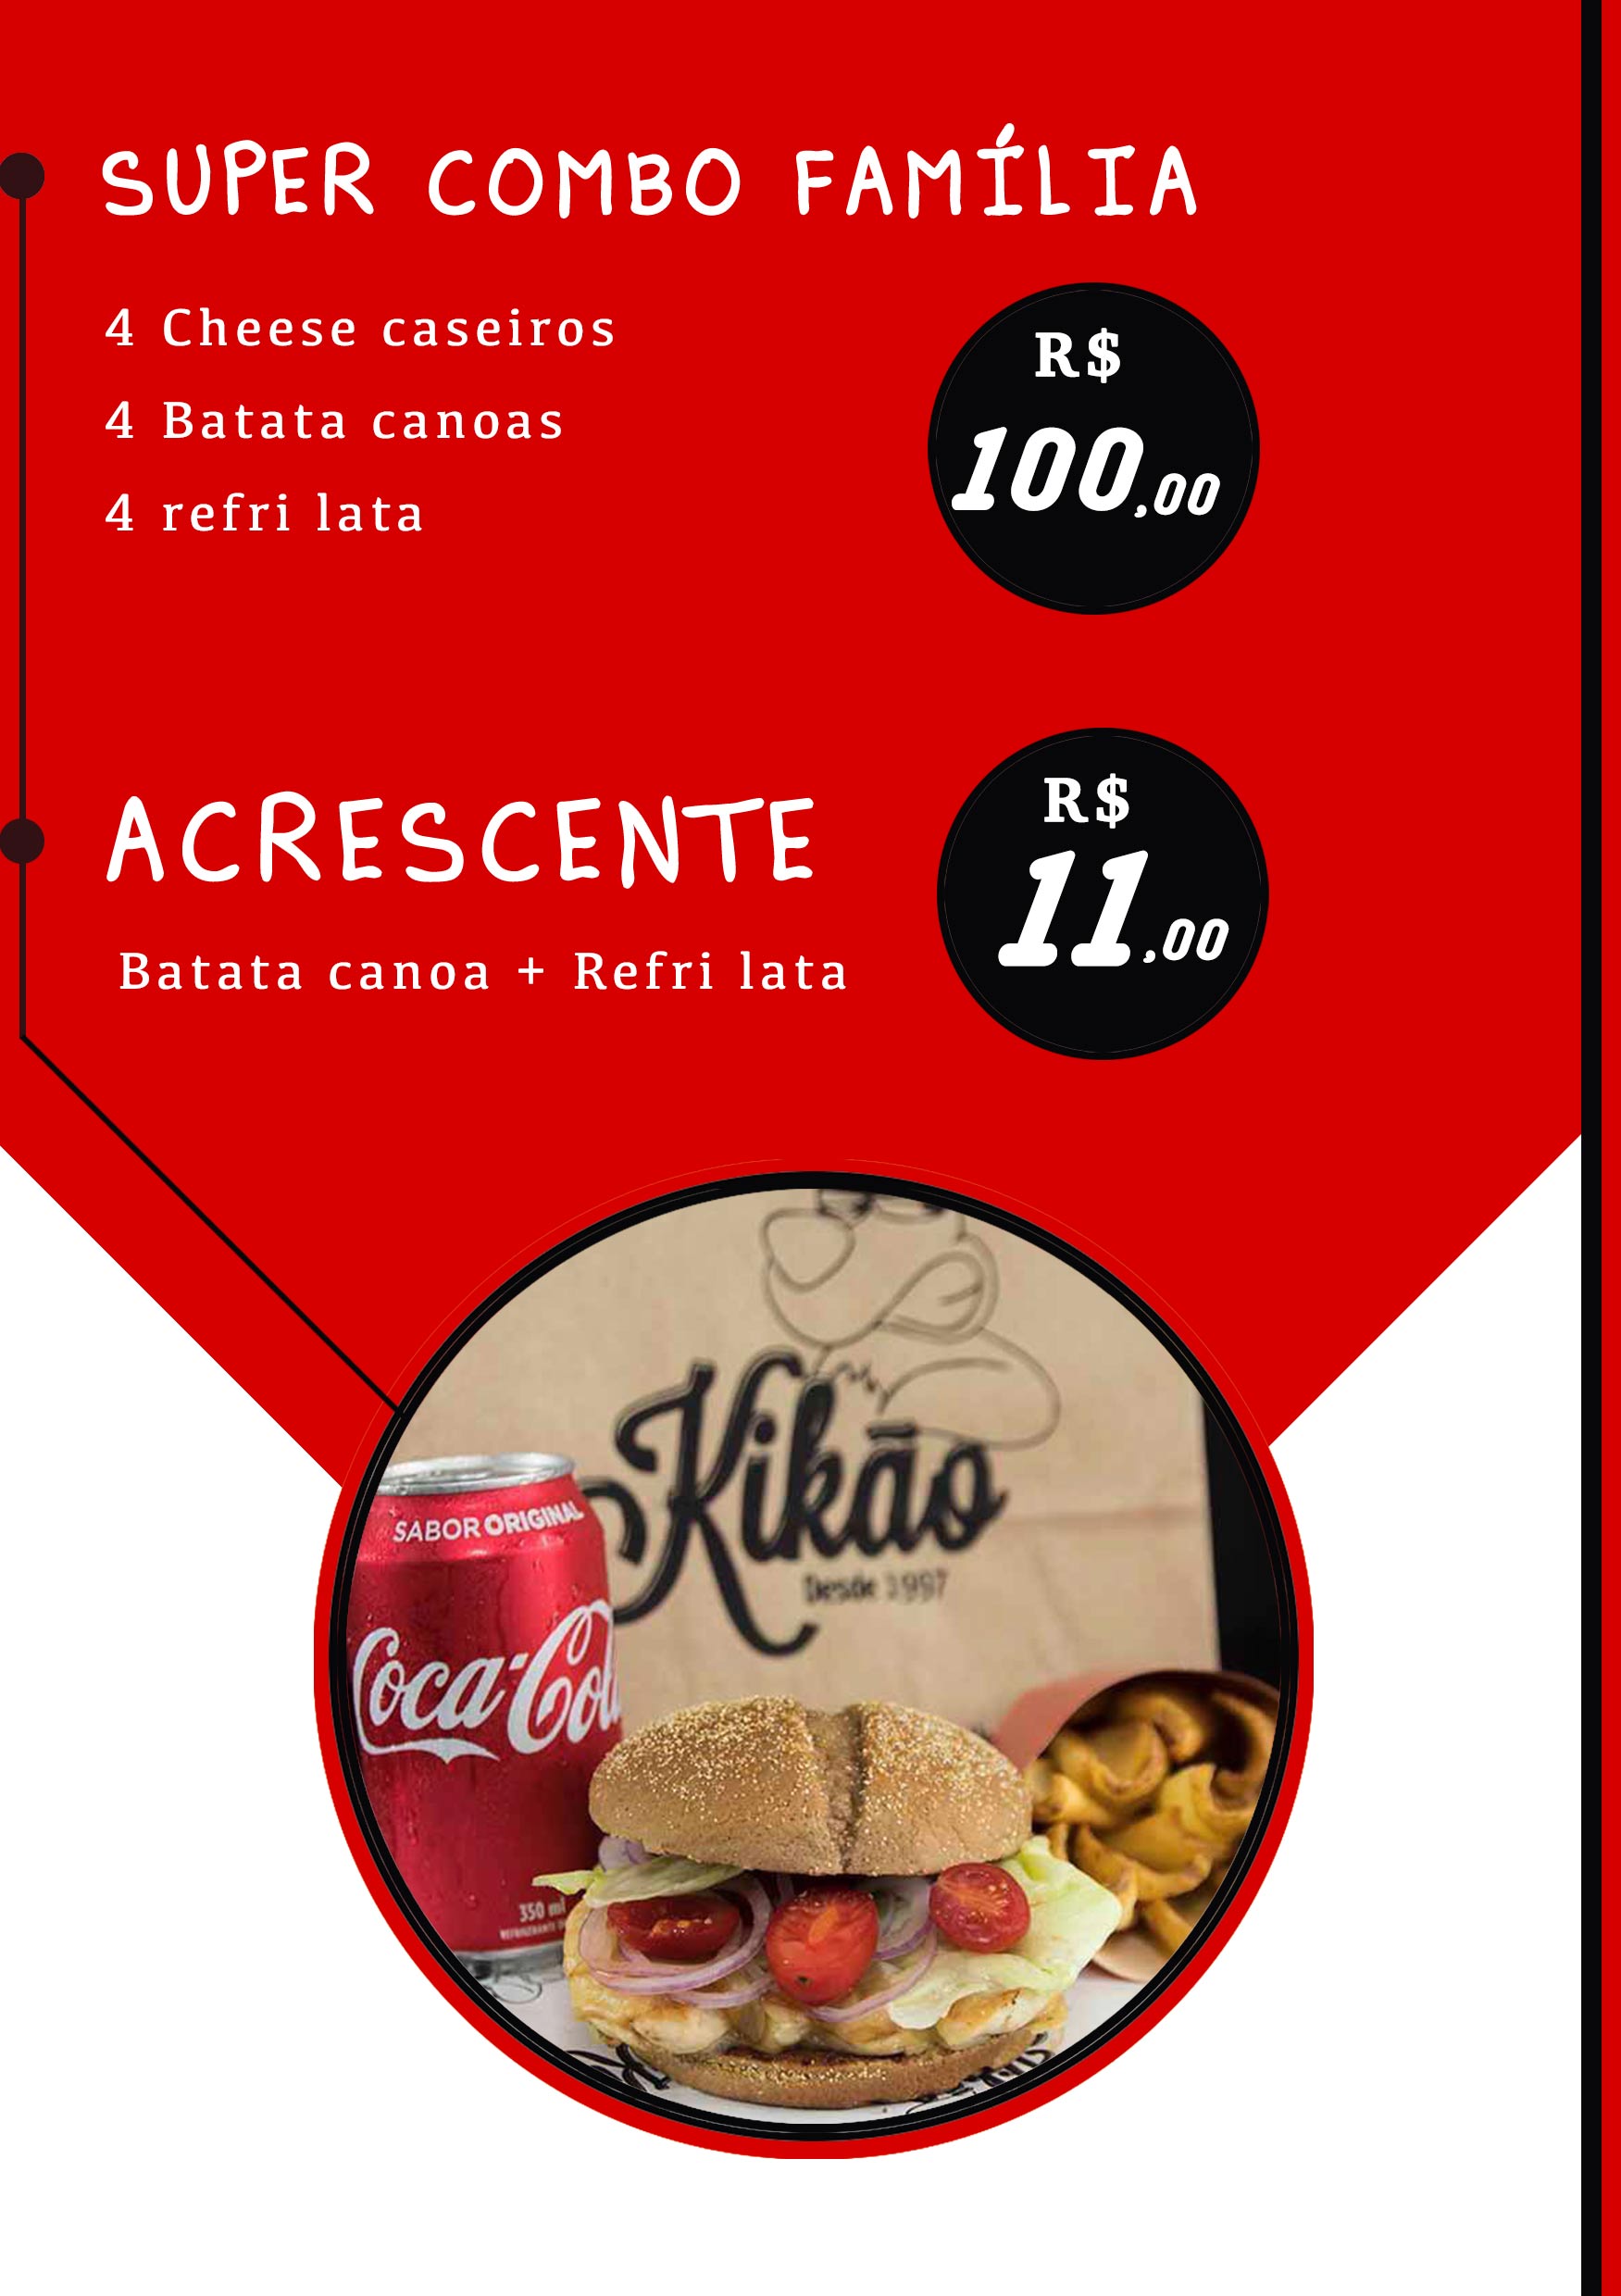 SUPER COMBO FAMÍLIA
4 Cheese caseiros
4 Batata canoas
4 refri lata
R$
100,00
ACRESCENTE
Batata canoa + Refri lata
R$
11,00
Kikão
Desde 1997
SABOR ORIGINAL
Coca-Cola
350 ml